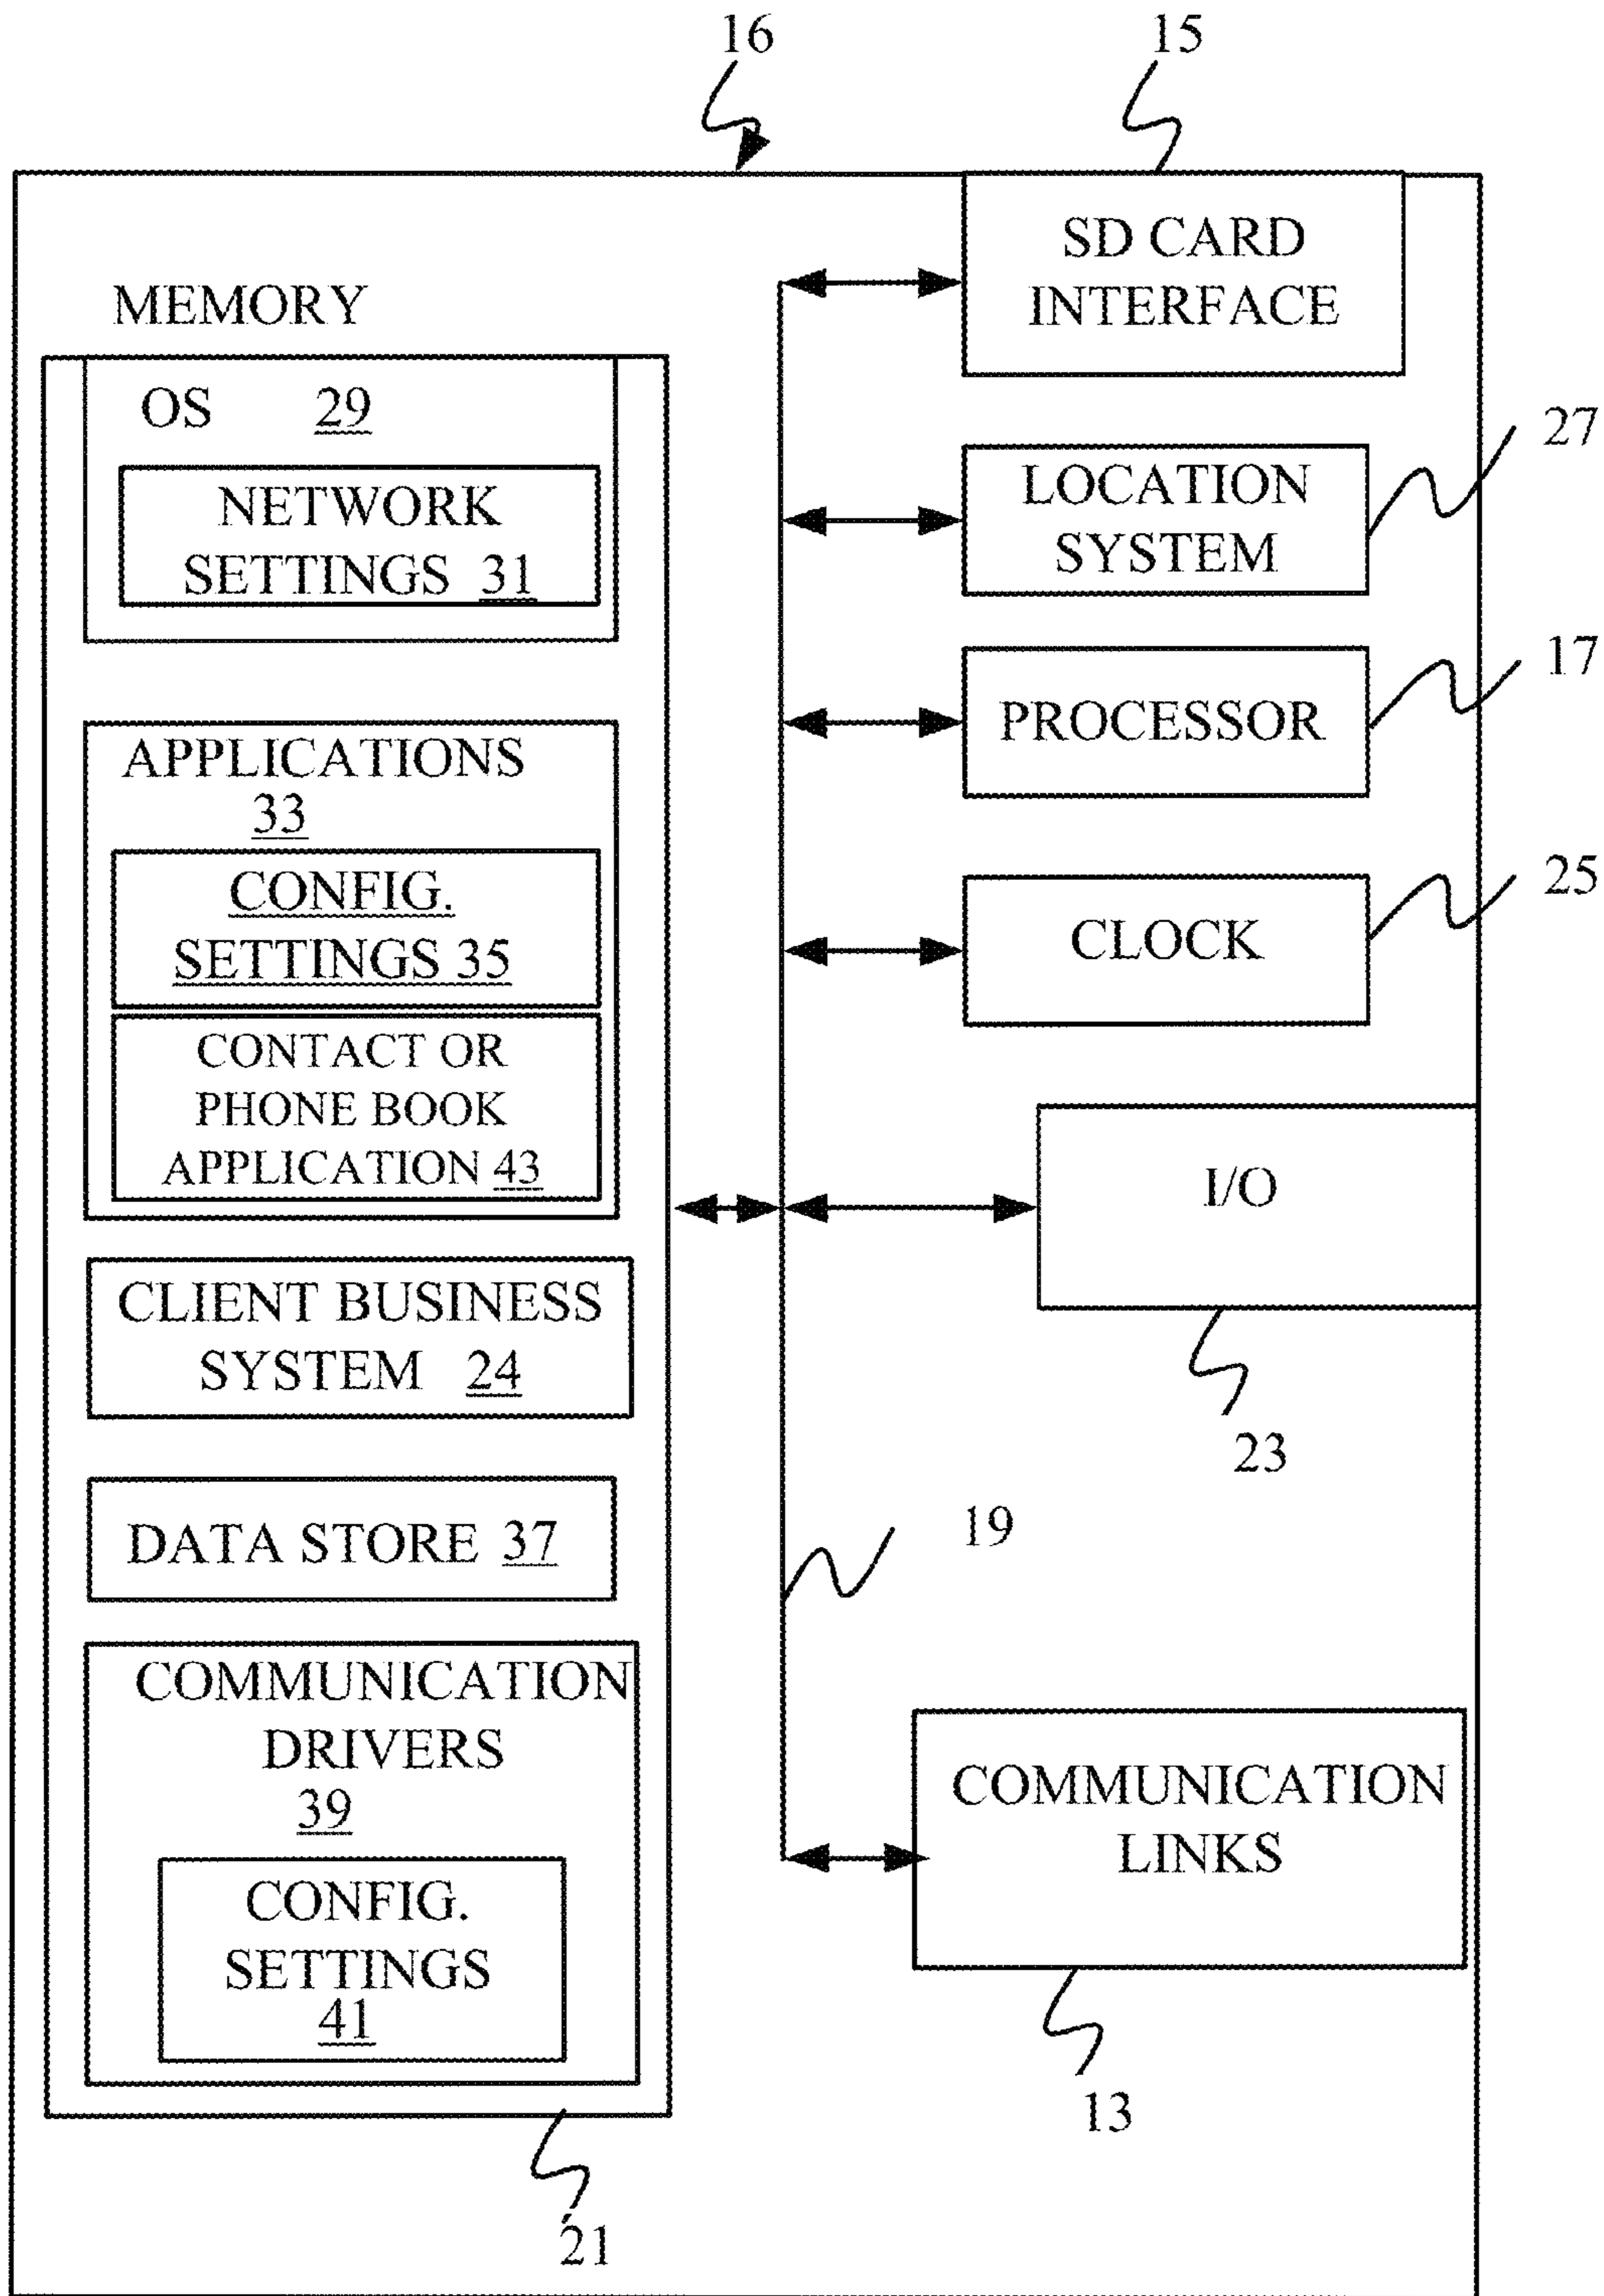 16
15
SD CARD
INTERFACE
MEMORY
OS 29
NETWORK
SETTINGS 31
27
LOCATION
SYSTEM
17
PROCESSOR
APPLICATIONS
33
CONFIG.
SETTINGS 35
25
CLOCK
CONTACT OR
PHONE BOOK
APPLICATION 43
I/O
23
CLIENT BUSINESS
SYSTEM 24
DATA STORE 37
19
COMMUNICATION
DRIVERS
39
CONFIG.
SETTINGS
41
COMMUNICATION
LINKS
13
21